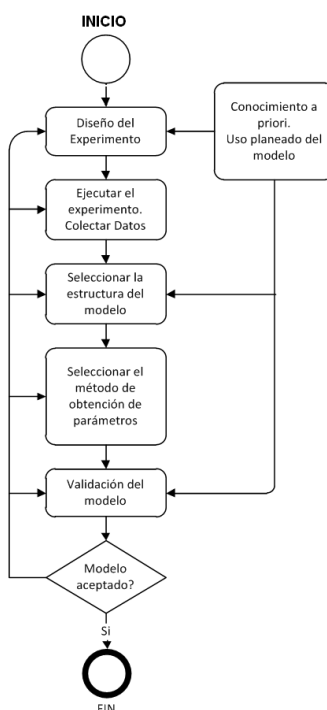 INICIO
Diseño del
Experimento
Conocimiento a
priori.
Uso planeado del
modelo
Ejecutar el
experimento.
Colectar Datos
Seleccionar la
estructura del
modelo
Seleccionar el
método de
obtención de
parámetros
Validación del
modelo
Modelo
aceptado?
Si
FIN